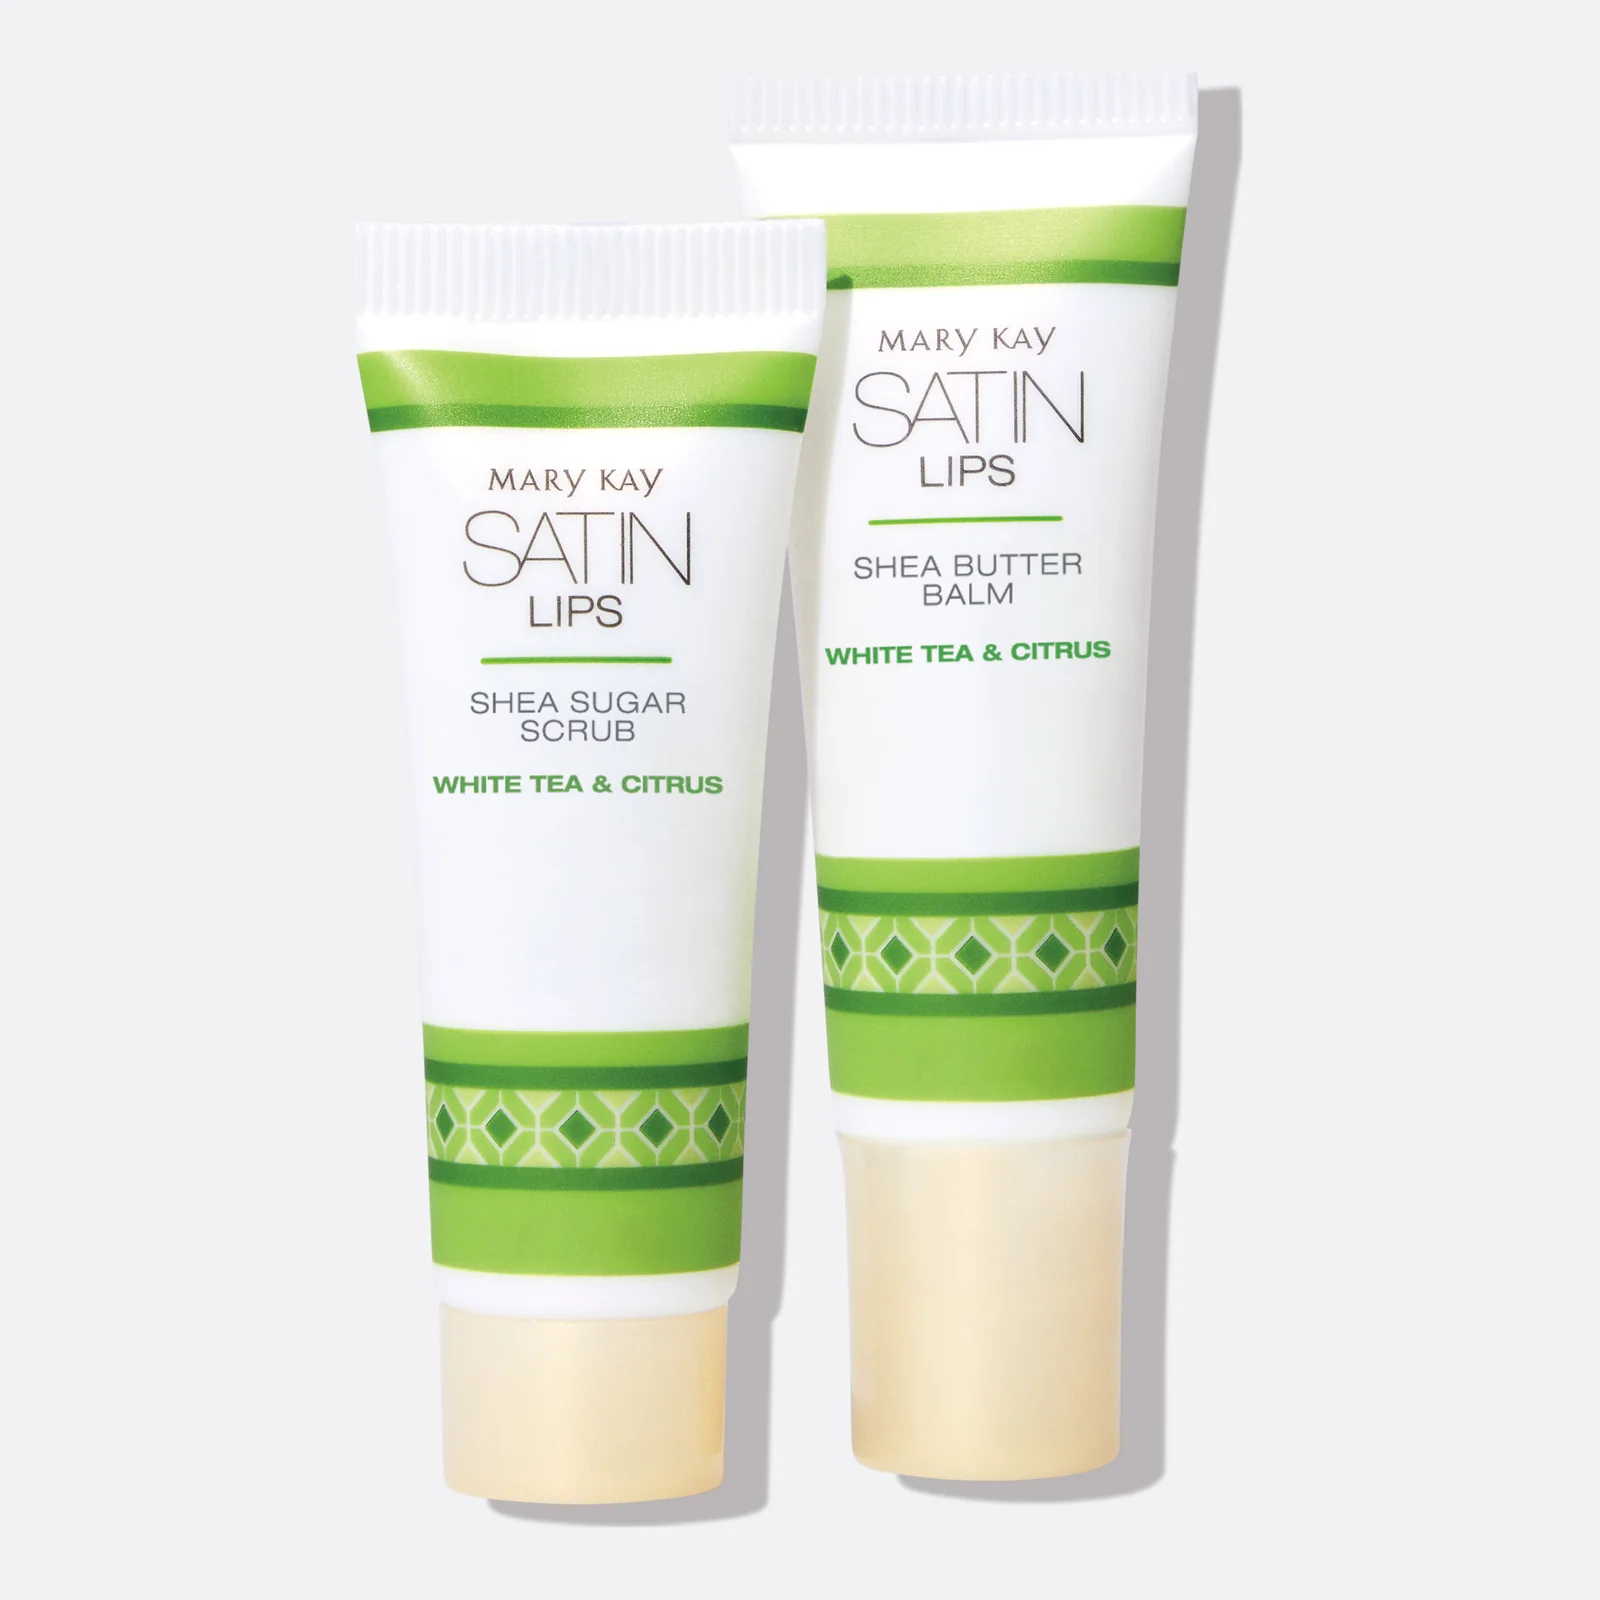 MARY KAY
SATIN
LIPS
SHEA SUGAR
SCRUB
WHITE TEA & CITRUS
MARY KAY
SATIN
LIPS
SHEA BUTTER
BALM
WHITE TEA & CITRUS